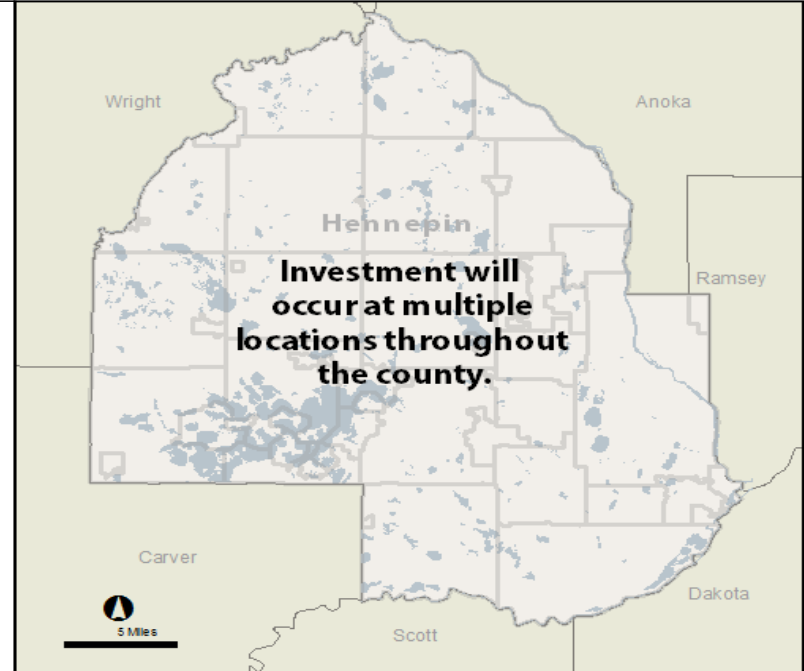 Wright
Anoka
Hennepin
Investment will
occur at multiple
locations throughout
the county.
Ramsey
Carver
Dakota
5 Miles
Scott